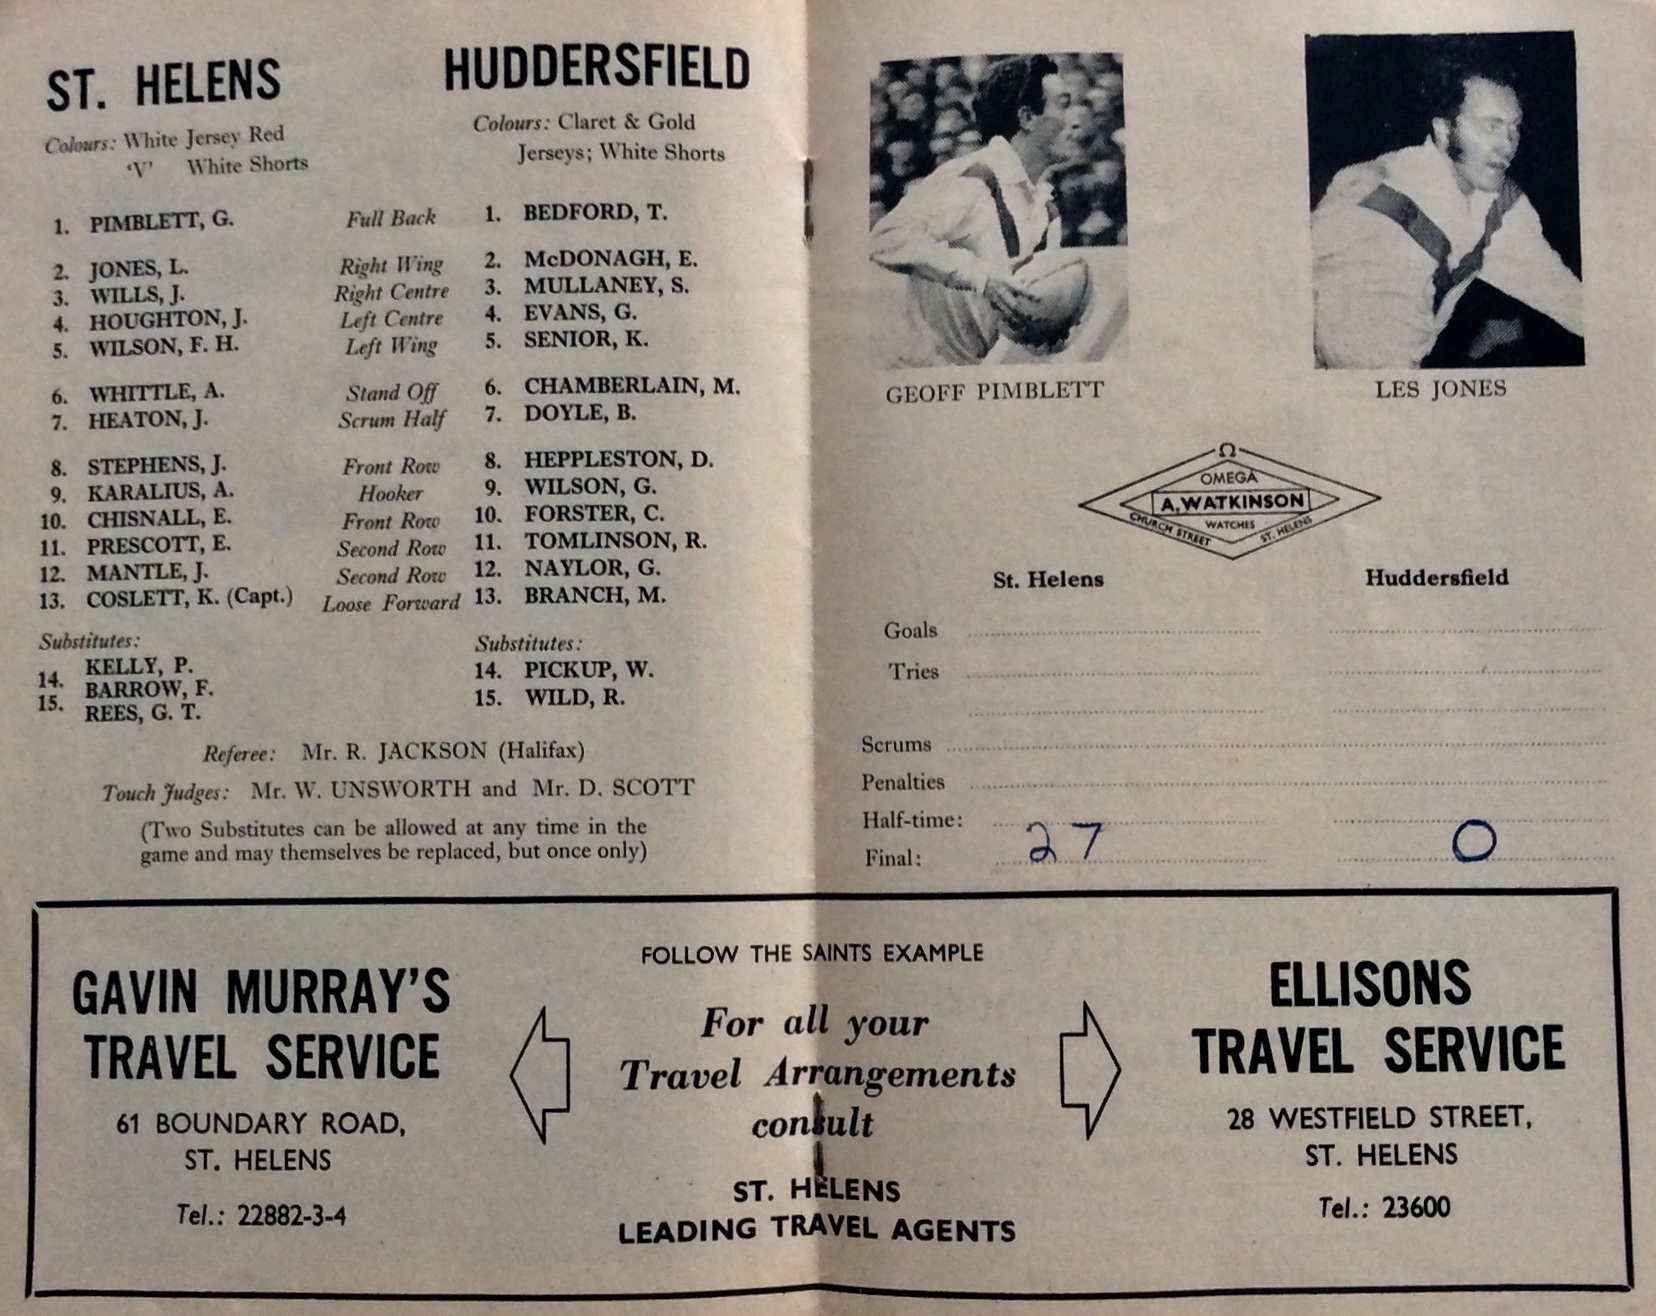 ST. HELENS
Colours: White Jersey Red
'V' White Shorts
HUDDERSFIELD
Colours: Claret & Gold
Jerseys; White Shorts
1. PIMBLETT, G. Full Back 1. BEDFORD, T.
2. JONES, L. Right Wing 2. McDONAGH, E.
3. WILLS, J. Right Centre 3. MULLANEY, S.
4. HOUGHTON, J. Left Centre 4. EVANS, G.
5. WILSON, F. H. Left Wing 5. SENIOR, K.
6. WHITTLE, A. Stand Off 6. CHAMBERLAIN, M.
7. HEATON, J. Scrum Half 7. DOYLE, B.
8. STEPHENS, J. Front Row 8. HEPPLESTON, D.
9. KARALIUS, A. Hooker 9. WILSON, G.
10. CHISNALL, E. Front Row 10. FORSTER, C.
11. PRESCOTT, E. Second Row 11. TOMLINSON, R.
12. MANTLE, J. Second Row 12. NAYLOR, G.
13. COSLETT, K. (Capt.) Loose Forward 13. BRANCH, M.
Substitutes:
14. KELLY, P.
15. BARROW, F.
REES, G. T.
Substitutes:
14. PICKUP, W.
15. WILD, R.
Referee: Mr. R. JACKSON (Halifax)
Touch Judges: Mr. W. UNSWORTH and Mr. D. SCOTT
(Two Substitutes can be allowed at any time in the
game and may themselves be replaced, but once only)
GEOFF PIMBLETT
LES JONES
Ω
OMEGA
A. WATKINSON
WATCHES
CHURCH STREET ST. HELENS
St. Helens Huddersfield
Goals
Tries
Scrums
Penalties
Half-time:
Final: 27 0
GAVIN MURRAY'S
TRAVEL SERVICE
61 BOUNDARY ROAD,
ST. HELENS
Tel.: 22882-3-4
FOLLOW THE SAINTS EXAMPLE
For all your
Travel Arrangements
consult
ST. HELENS
LEADING TRAVEL AGENTS
ELLISONS
TRAVEL SERVICE
28 WESTFIELD STREET,
ST. HELENS
Tel.: 23600